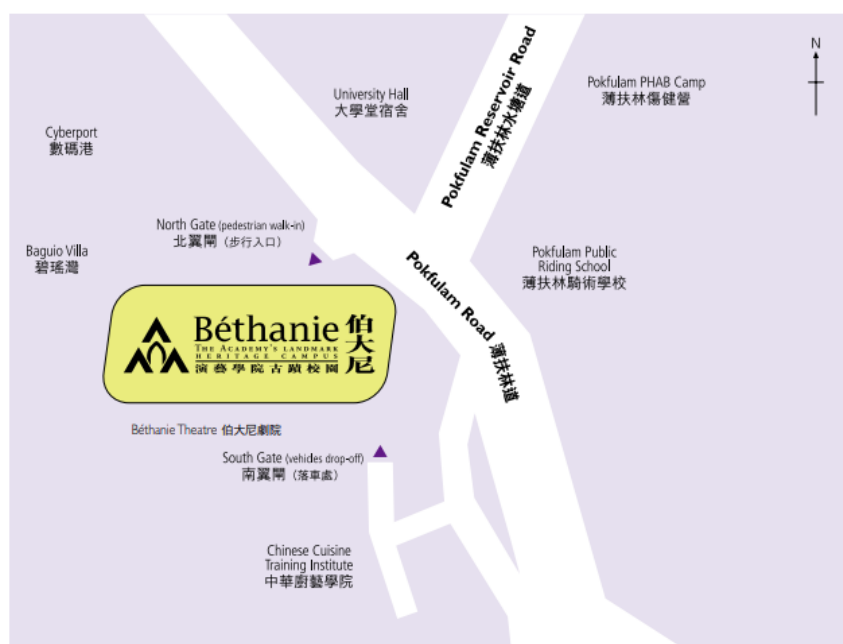 N
Pokfulam Reservoir Road
薄扶林水塘道
Pokfulam PHAB Camp
薄扶林傷健營
University Hall
大學堂宿舍
Cyberport
數碼港
North Gate (pedestrian walk-in)
北翼閘（步行入口）
Baguio Villa
碧瑤灣
Pokfulam Public
Riding School
薄扶林騎術學校
Pokfulam Road 薄扶林道
Béthanie
THE ACADEMY'S LANDMARK
HERITAGE CAMPUS
演藝學院古蹟校園
伯大尼
Béthanie Theatre 伯大尼劇院
South Gate (vehicles drop-off)
南翼閘（落車處）
Chinese Cuisine
Training Institute
中華廚藝學院